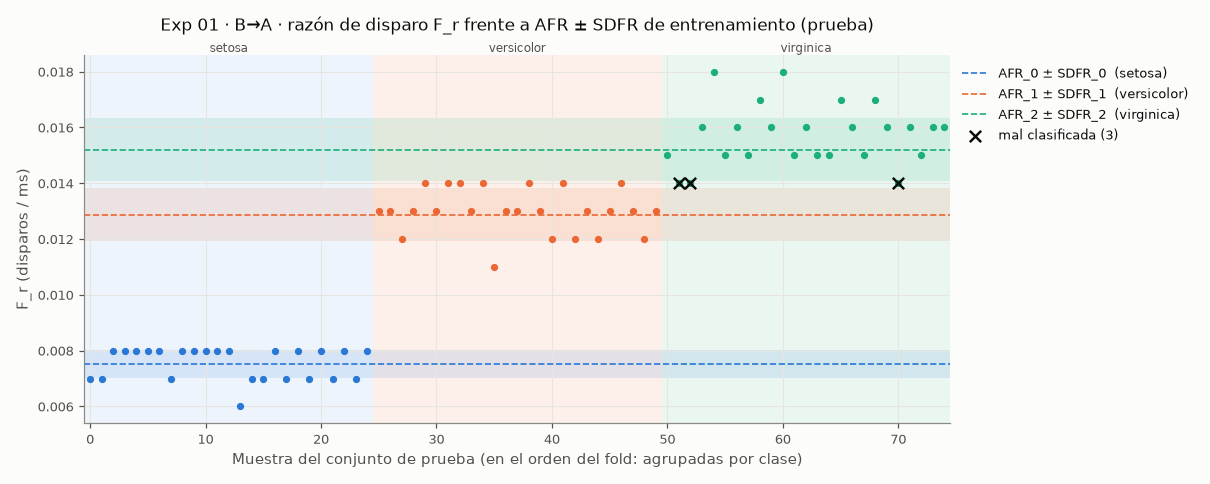 Exp 01 · B→A · razón de disparo F_r frente a AFR ± SDFR de entrenamiento (prueba)
setosa
versicolor
virginica
F_r (disparos / ms)
0.018
0.016
0.014
0.012
0.010
0.008
0.006
0
10
20
30
40
50
60
70
Muestra del conjunto de prueba (en el orden del fold: agrupadas por clase)
AFR_0 ± SDFR_0 (setosa)
AFR_1 ± SDFR_1 (versicolor)
AFR_2 ± SDFR_2 (virginica)
mal clasificada (3)